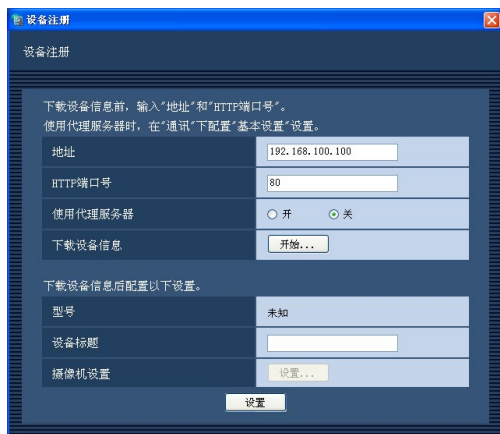 设备注册
设备注册
下载设备信息前，输入"地址"和"HTTP端口号"。
使用代理服务器时，在"通讯"下配置"基本设置"设置。
地址 192.168.100.100
HTTP端口号 80
使用代理服务器 开 关
下载设备信息 开始...
下载设备信息后配置以下设置。
型号 未知
设备标题
摄像机设置 设置...
设置